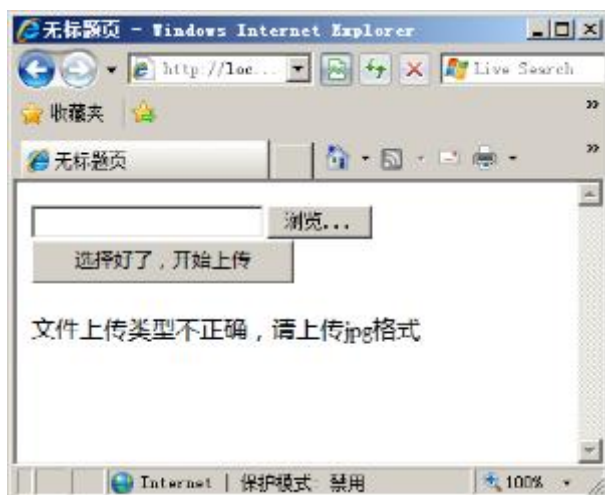 无标题页 - Windows Internet Explorer
http://loc... Live Search
收藏夹
无标题页
浏览...
选择好了，开始上传
文件上传类型不正确，请上传jpg格式
Internet | 保护模式: 禁用 100%